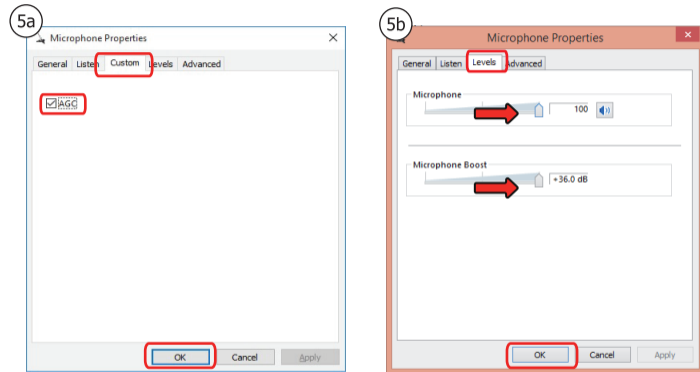 5a
Microphone Properties
General Listen Custom Levels Advanced
AGC
OK Cancel Apply
5b
Microphone Properties
General Listen Levels Advanced
Microphone
100
Microphone Boost
+36.0 dB
OK Cancel Apply